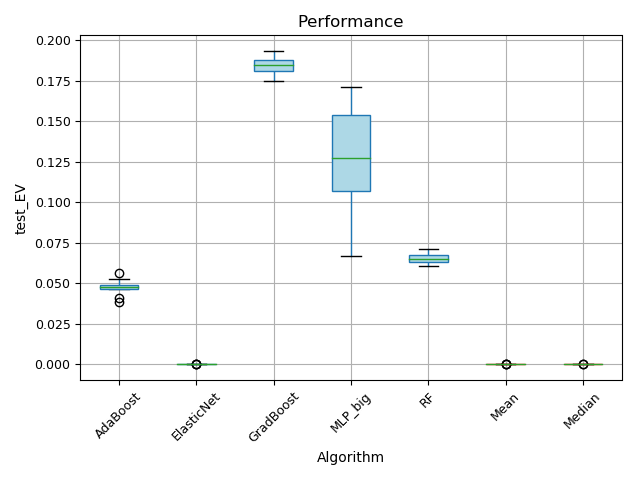 Performance
0.200
0.175
0.150
0.125
0.100
0.075
0.050
0.025
0.000
test_EV
AdaBoost
ElasticNet
GradBoost
MLP_big
RF
Mean
Median
Algorithm